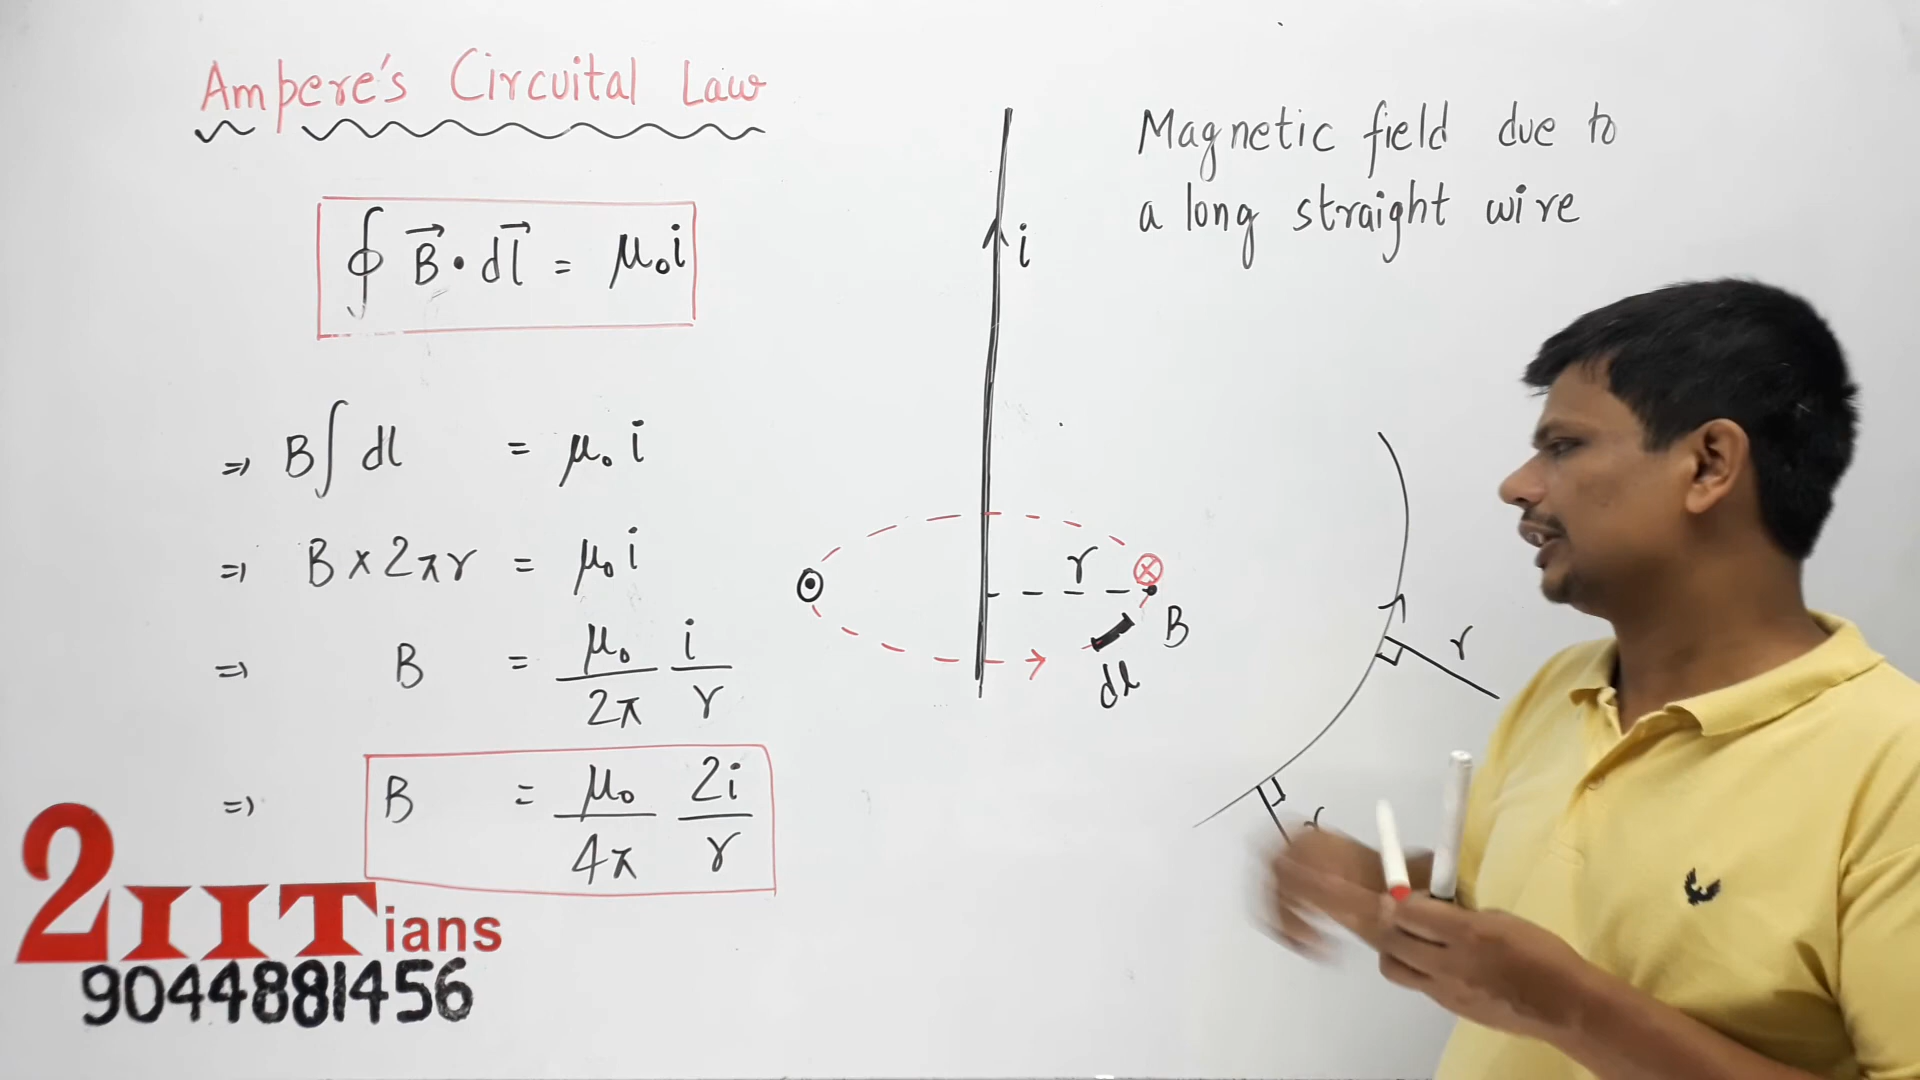 Ampere's Circuital Law
∮ B⃗ · dl⃗ = μ₀i
⇒ B∫ dl = μ₀ i
⇒ B × 2πr = μ₀ i
⇒ B = μ₀/2π i/r
⇒ B = μ₀/4π 2i/r
i
r
⊗
⊙
B
dl
Magnetic field due to
a long straight wire
r
r
2IITians
9044881456